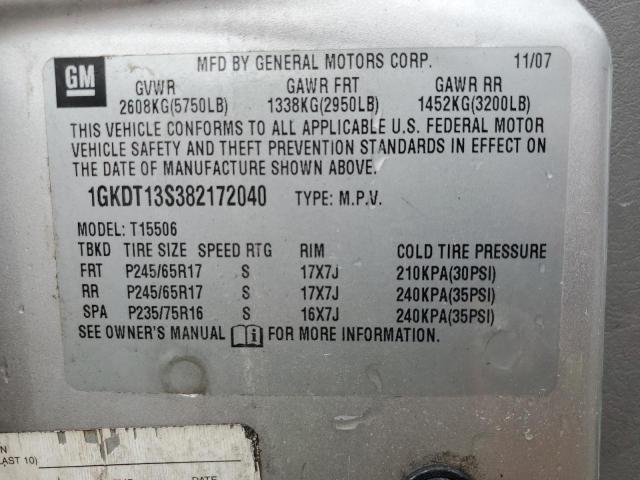 GM
MFD BY GENERAL MOTORS CORP. 11/07
GVWR GAWR FRT GAWR RR
2608KG(5750LB) 1338KG(2950LB) 1452KG(3200LB)
THIS VEHICLE CONFORMS TO ALL APPLICABLE U.S. FEDERAL MOTOR
VEHICLE SAFETY AND THEFT PREVENTION STANDARDS IN EFFECT ON
THE DATE OF MANUFACTURE SHOWN ABOVE.
1GKDT13S382172040 TYPE: M.P.V.
MODEL: T15506
TBKD TIRE SIZE SPEED RTG RIM COLD TIRE PRESSURE
FRT P245/65R17 S 17X7J 210KPA(30PSI)
RR P245/65R17 S 17X7J 240KPA(35PSI)
SPA P235/75R16 S 16X7J 240KPA(35PSI)
SEE OWNER'S MANUAL FOR MORE INFORMATION.
LAST 10)
DATE